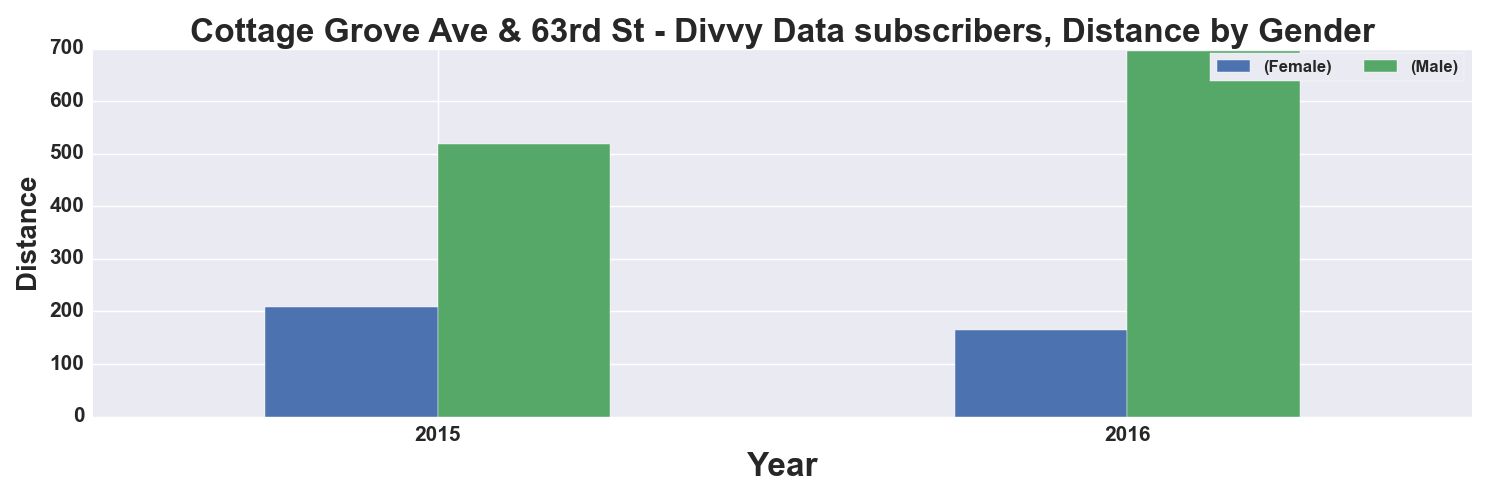 Cottage Grove Ave & 63rd St - Divvy Data subscribers, Distance by Gender
700
600
500
400
300
200
100
0
Distance
(Female) (Male)
2015 2016
Year